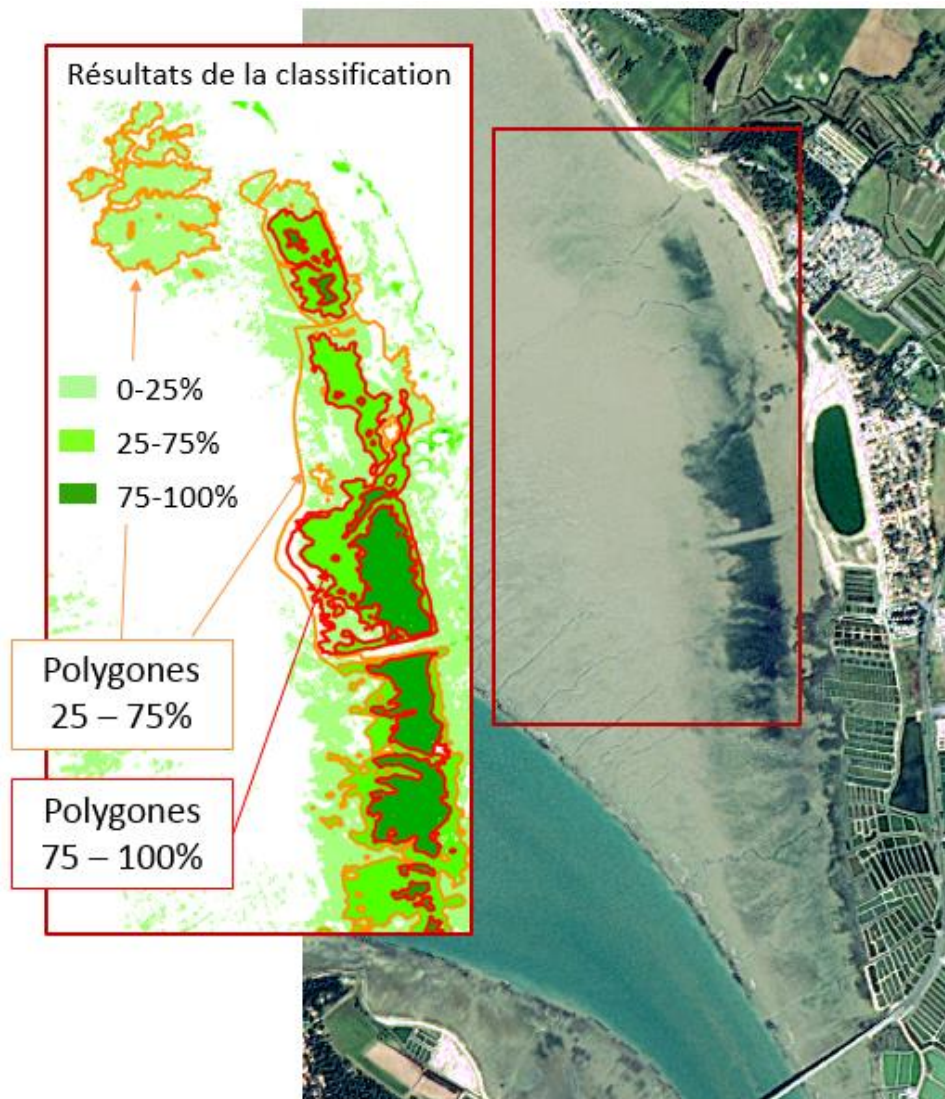 Résultats de la classification
0-25%
25-75%
75-100%
Polygones
25 – 75%
Polygones
75 – 100%